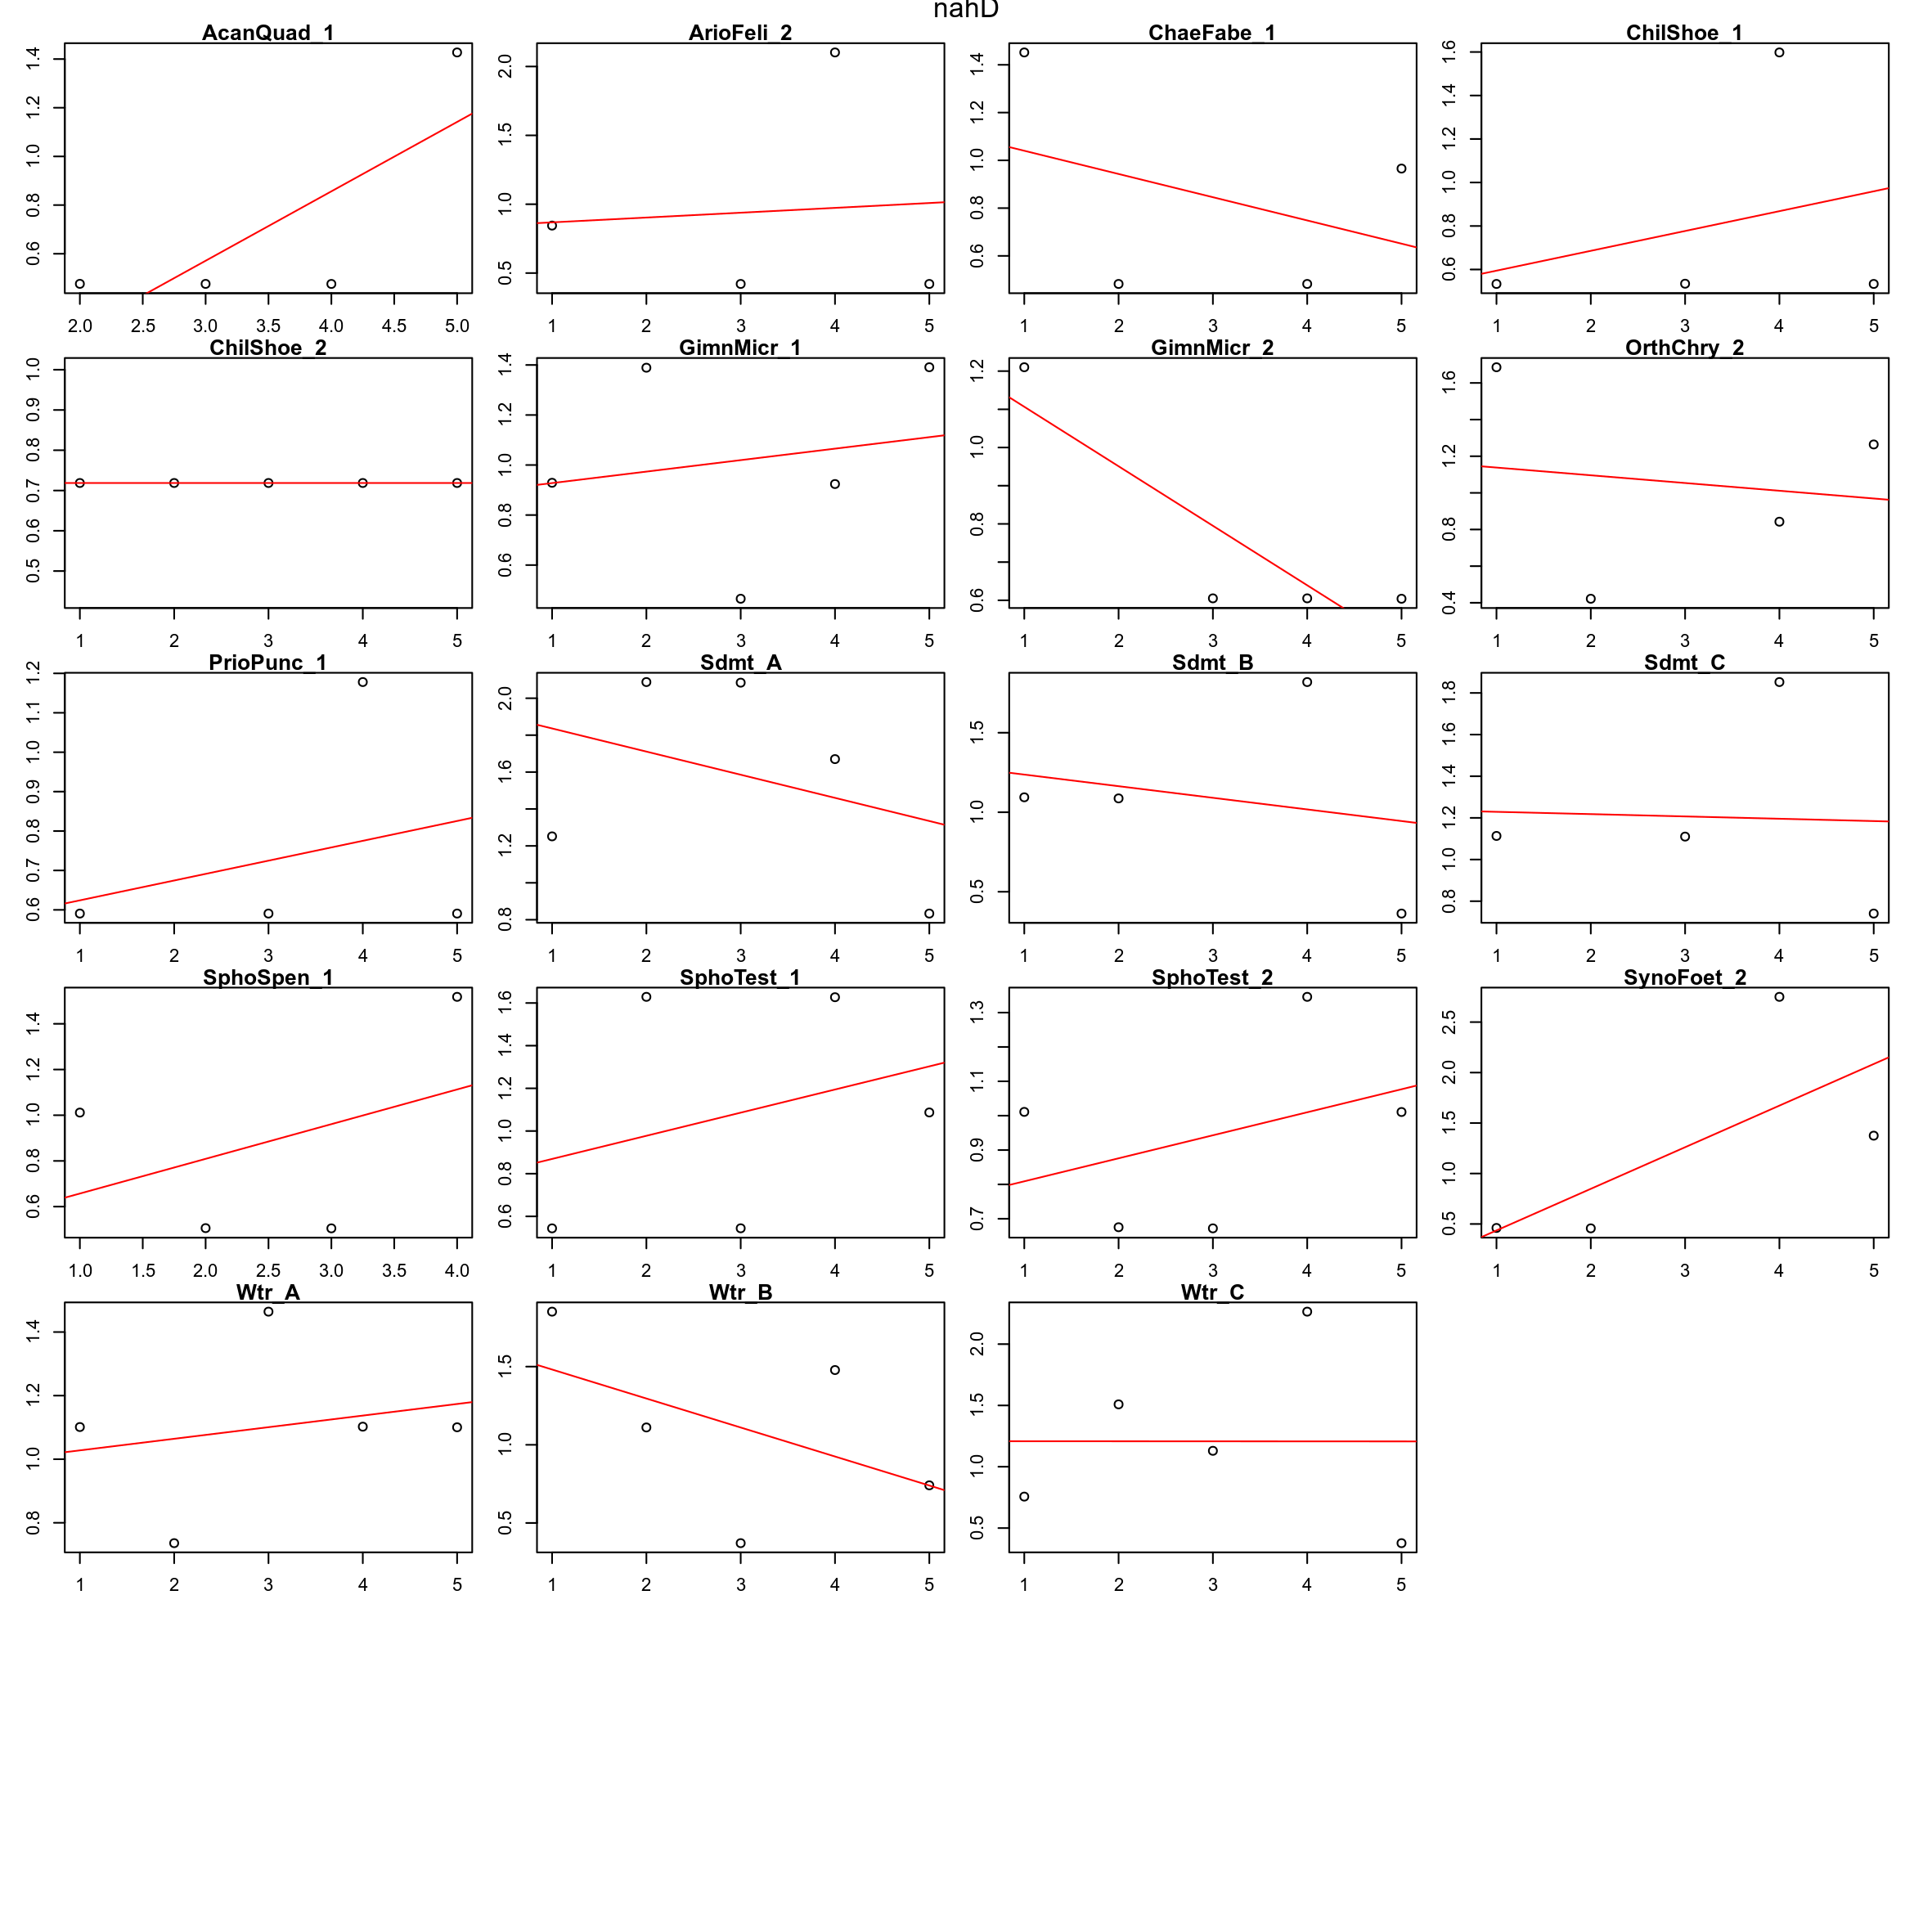 nahD
AcanQuad_1 ArioFeli_2 ChaeFabe_1 ChilShoe_1
0.6 0.8 1.0 1.2 1.4
2.0 2.5 3.0 3.5 4.0 4.5 5.0
0.5 1.0 1.5 2.0
1 2 3 4 5
0.6 0.8 1.0 1.2 1.4
1 2 3 4 5
0.6 0.8 1.0 1.2 1.4 1.6
1 2 3 4 5
ChilShoe_2 GimnMicr_1 GimnMicr_2 OrthChry_2
0.5 0.6 0.7 0.8 0.9 1.0
1 2 3 4 5
0.6 0.8 1.0 1.2 1.4
1 2 3 4 5
0.6 0.8 1.0 1.2
1 2 3 4 5
0.4 0.8 1.2 1.6
1 2 3 4 5
PrioPunc_1 Sdmt_A Sdmt_B Sdmt_C
0.6 0.7 0.8 0.9 1.0 1.1 1.2
1 2 3 4 5
0.8 1.2 1.6 2.0
1 2 3 4 5
0.5 1.0 1.5
1 2 3 4 5
0.8 1.0 1.2 1.4 1.6 1.8
1 2 3 4 5
SphoSpen_1 SphoTest_1 SphoTest_2 SynoFoet_2
0.6 0.8 1.0 1.2 1.4
1.0 1.5 2.0 2.5 3.0 3.5 4.0
0.6 0.8 1.0 1.2 1.4 1.6
1 2 3 4 5
0.7 0.9 1.1 1.3
1 2 3 4 5
0.5 1.0 1.5 2.0 2.5
1 2 3 4 5
Wtr_A Wtr_B Wtr_C
0.8 1.0 1.2 1.4
1 2 3 4 5
0.5 1.0 1.5
1 2 3 4 5
0.5 1.0 1.5 2.0
1 2 3 4 5